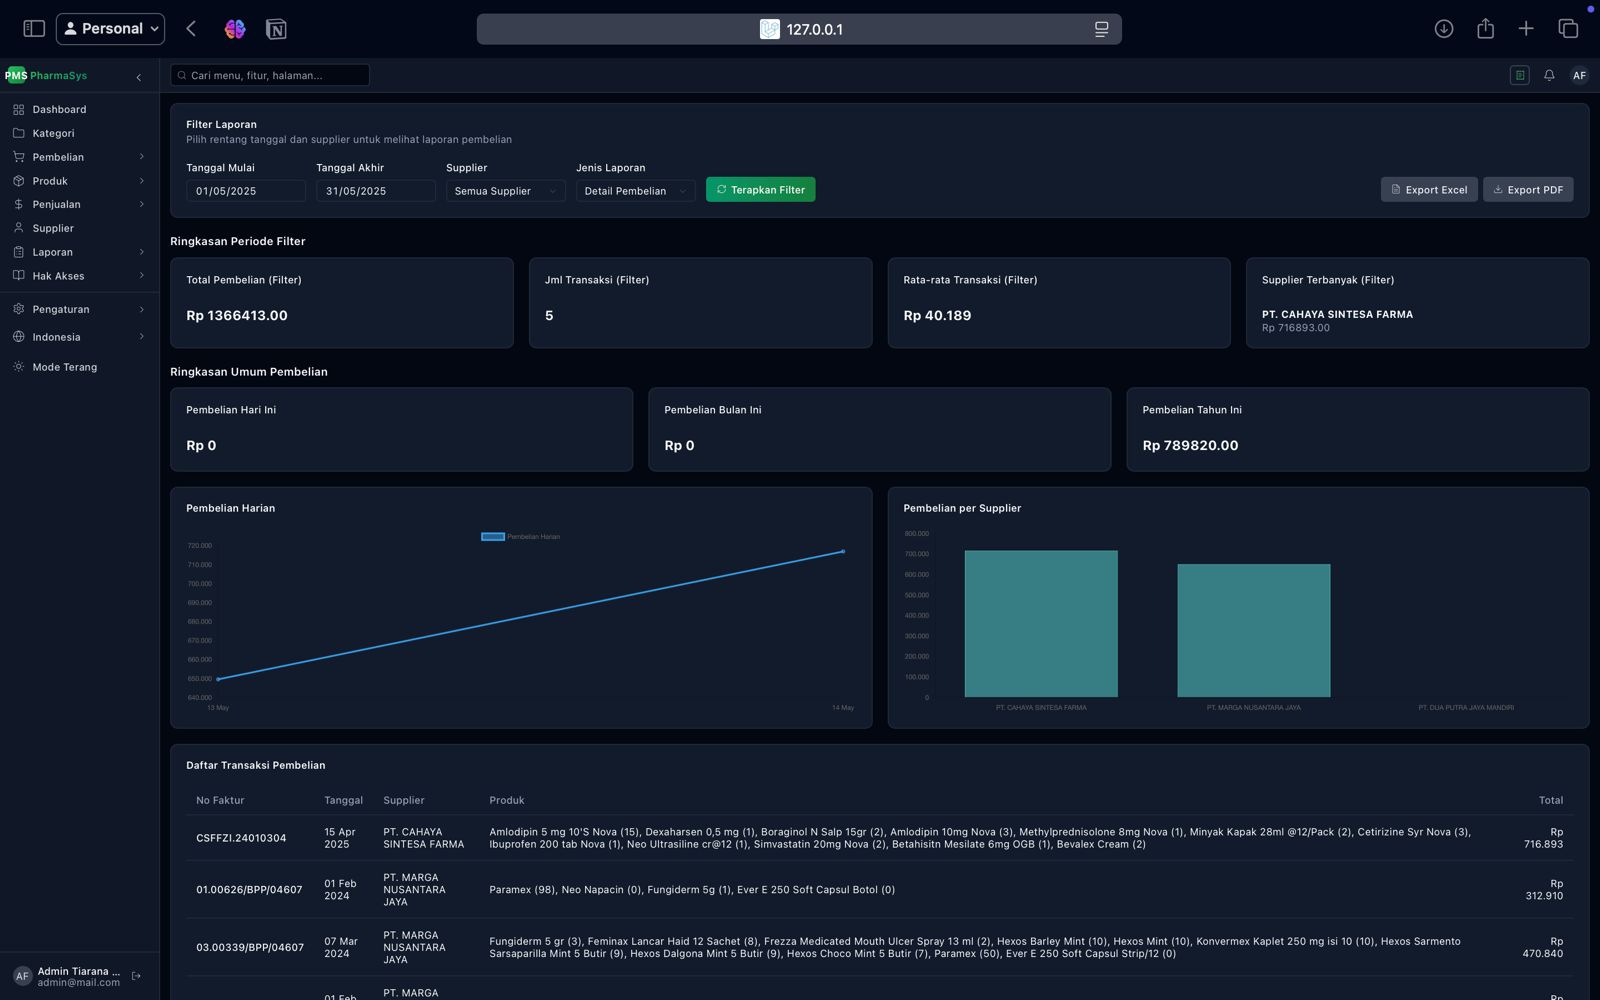 Personal
127.0.0.1
PMS PharmaSys
Cari menu, fitur, halaman...
AF
Dashboard
Kategori
Pembelian
Produk
Penjualan
Supplier
Laporan
Hak Akses
Pengaturan
Indonesia
Mode Terang
Filter Laporan
Pilih rentang tanggal dan supplier untuk melihat laporan pembelian
Tanggal Mulai Tanggal Akhir Supplier Jenis Laporan
01/05/2025 31/05/2025 Semua Supplier Detail Pembelian Terapkan Filter Export Excel Export PDF
Ringkasan Periode Filter
Total Pembelian (Filter)
Rp 1366413.00
Jml Transaksi (Filter)
5
Rata-rata Transaksi (Filter)
Rp 40.189
Supplier Terbanyak (Filter)
PT. CAHAYA SINTESA FARMA
Rp 716893.00
Ringkasan Umum Pembelian
Pembelian Hari Ini
Rp 0
Pembelian Bulan Ini
Rp 0
Pembelian Tahun Ini
Rp 789820.00
Pembelian Harian
Pembelian Harian
720.000
710.000
700.000
690.000
680.000
670.000
660.000
650.000
640.000
13 May 14 May
Pembelian per Supplier
800.000
700.000
600.000
500.000
400.000
300.000
200.000
100.000
0
PT. CAHAYA SINTESA FARMA PT. MARGA NUSANTARA JAYA PT. DUA PUTRA JAYA MANDIRI
Daftar Transaksi Pembelian
No Faktur Tanggal Supplier Produk Total
CSFFZI.24010304
15 Apr
2025
PT. CAHAYA
SINTESA FARMA
Amlodipin 5 mg 10'S Nova (15), Dexaharsen 0,5 mg (1), Boraginol N Salp 15gr (2), Amlodipin 10mg Nova (3), Methylprednisolone 8mg Nova (1), Minyak Kapak 28ml @12/Pack (2), Cetirizine Syr Nova (3),
Ibuprofen 200 tab Nova (1), Neo Ultrasiline cr@12 (1), Simvastatin 20mg Nova (2), Betahisitn Mesilate 6mg OGB (1), Bevalex Cream (2)
Rp
716.893
01.00626/BPP/04607
01 Feb
2024
PT. MARGA
NUSANTARA
JAYA
Paramex (98), Neo Napacin (0), Fungiderm 5g (1), Ever E 250 Soft Capsul Botol (0)
Rp
312.910
03.00339/BPP/04607
07 Mar
2024
PT. MARGA
NUSANTARA
JAYA
Fungiderm 5 gr (3), Feminax Lancar Haid 12 Sachet (8), Frezza Medicated Mouth Ulcer Spray 13 ml (2), Hexos Barley Mint (10), Hexos Mint (10), Konvermex Kaplet 250 mg isi 10 (10), Hexos Sarmento
Sarsaparilla Mint 5 Butir (9), Hexos Dalgona Mint 5 Butir (9), Hexos Choco Mint 5 Butir (7), Paramex (50), Ever E 250 Soft Capsul Strip/12 (0)
Rp
470.840
01 Feb
PT. MARGA
Rp
AF
Admin Tiarana ...
admin@mail.com